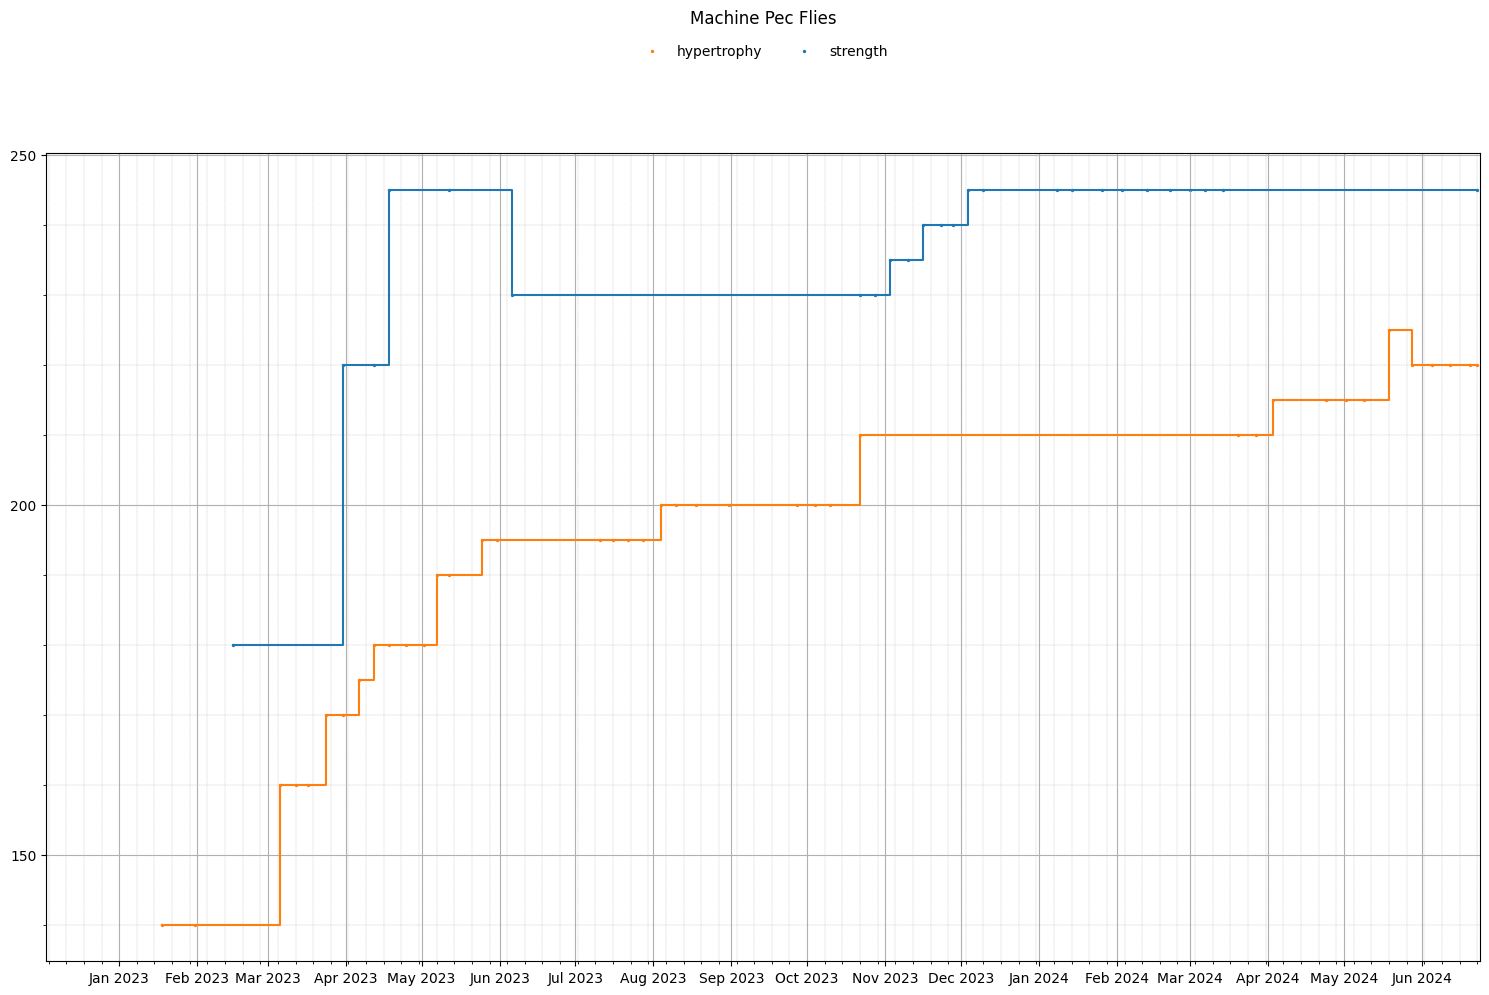 Machine Pec Flies
hypertrophy strength
250
200
150
Jan 2023 Feb 2023 Mar 2023 Apr 2023 May 2023 Jun 2023 Jul 2023 Aug 2023 Sep 2023 Oct 2023 Nov 2023 Dec 2023 Jan 2024 Feb 2024 Mar 2024 Apr 2024 May 2024 Jun 2024